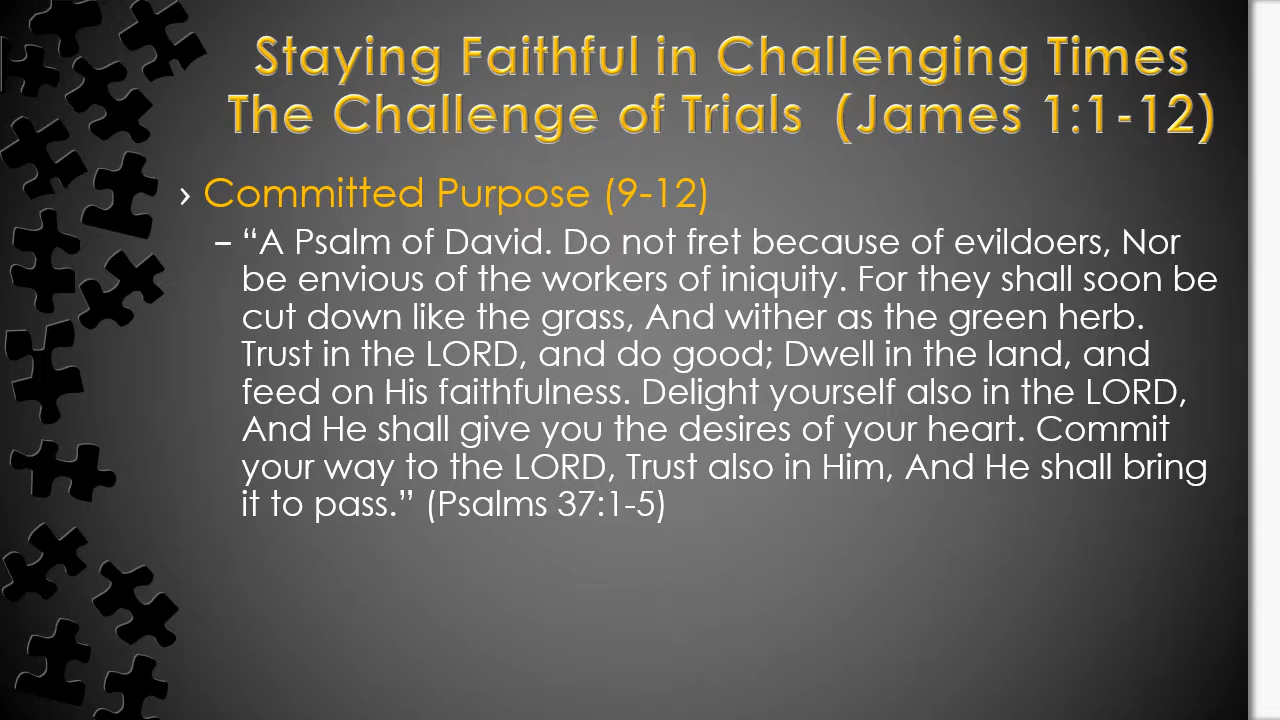 Staying Faithful in Challenging Times
The Challenge of Trials (James 1:1-12)
› Committed Purpose (9-12)
– “A Psalm of David. Do not fret because of evildoers, Nor
be envious of the workers of iniquity. For they shall soon be
cut down like the grass, And wither as the green herb.
Trust in the LORD, and do good; Dwell in the land, and
feed on His faithfulness. Delight yourself also in the LORD,
And He shall give you the desires of your heart. Commit
your way to the LORD, Trust also in Him, And He shall bring
it to pass.” (Psalms 37:1-5)